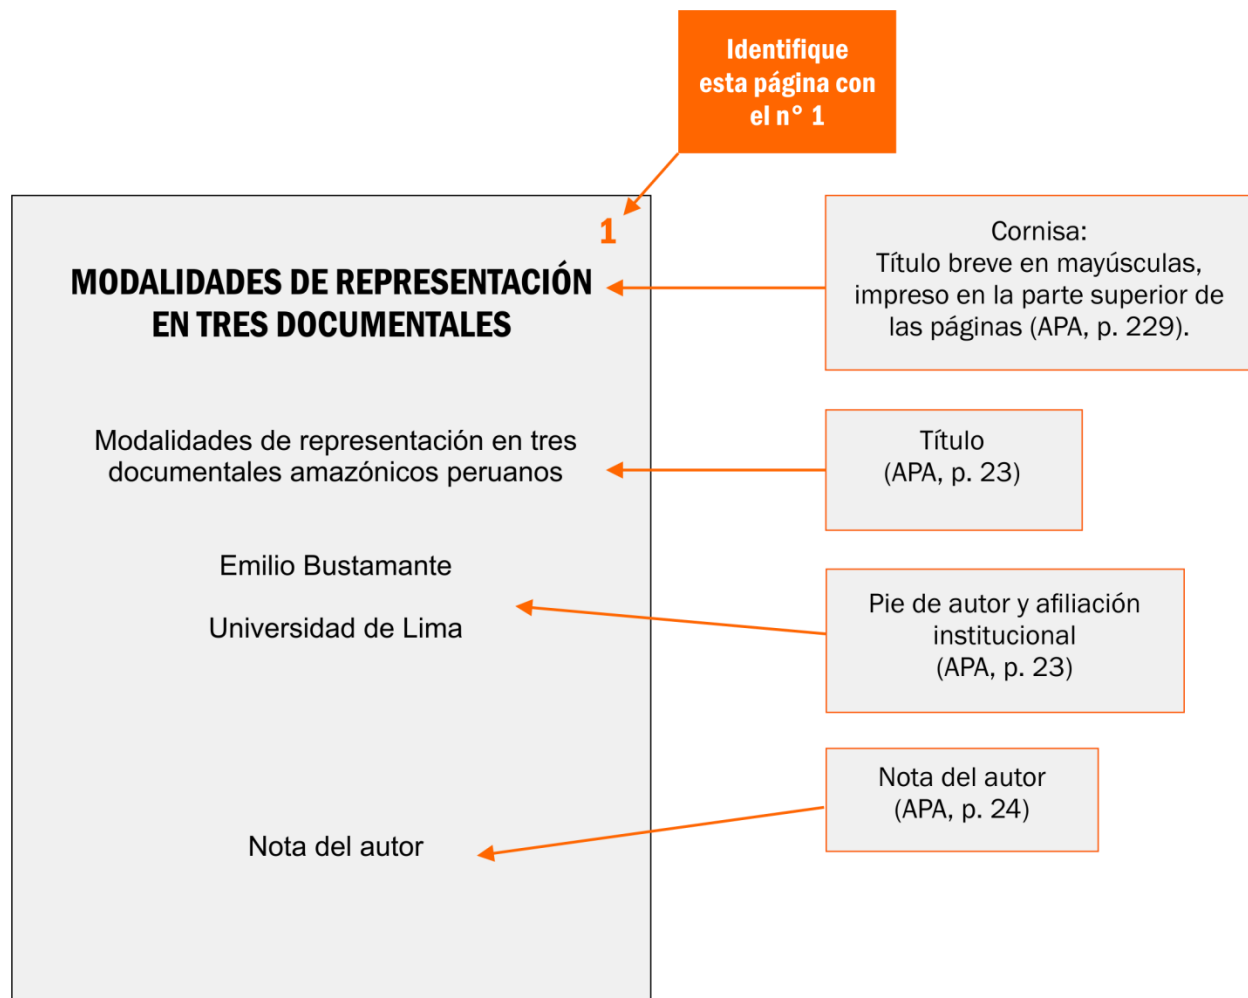 Identifique
esta página con
el n° 1
1
MODALIDADES DE REPRESENTACIÓN
EN TRES DOCUMENTALES
Cornisa:
Título breve en mayúsculas,
impreso en la parte superior de
las páginas (APA, p. 229).
Modalidades de representación en tres
documentales amazónicos peruanos
Título
(APA, p. 23)
Emilio Bustamante
Universidad de Lima
Pie de autor y afiliación
institucional
(APA, p. 23)
Nota del autor
Nota del autor
(APA, p. 24)